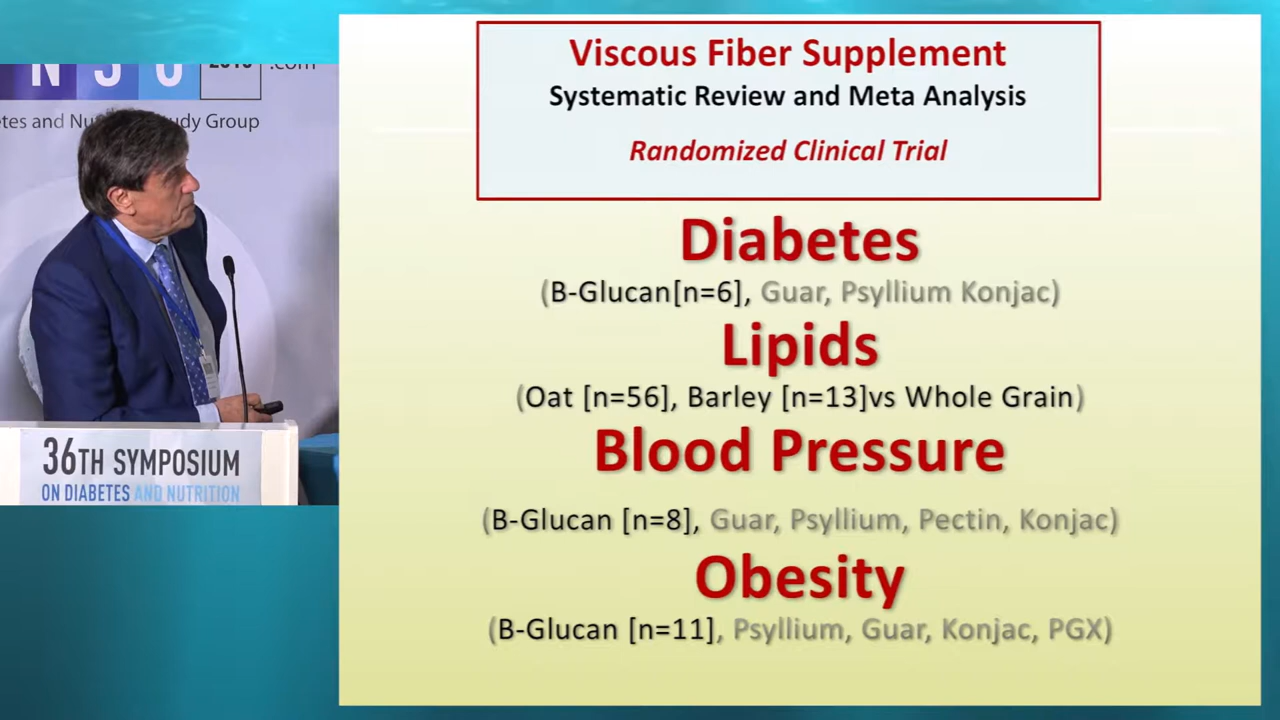 Viscous Fiber Supplement
Systematic Review and Meta Analysis
Randomized Clinical Trial
Diabetes
(B-Glucan[n=6], Guar, Psyllium Konjac)
Lipids
(Oat [n=56], Barley [n=13]vs Whole Grain)
Blood Pressure
(B-Glucan [n=8], Guar, Psyllium, Pectin, Konjac)
Obesity
(B-Glucan [n=11], Psyllium, Guar, Konjac, PGX)
.com
Group
36TH SYMPOSIUM
ON DIABETES AND NUTRITION